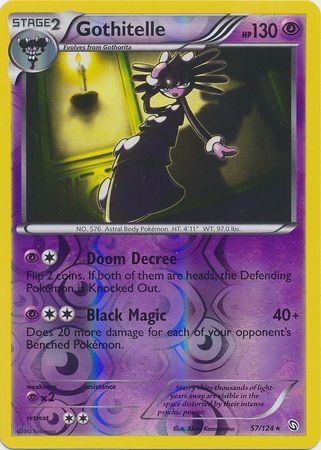 STAGE2
Gothitelle
HP130
Evolves from Gothorita
NO. 576 Astral Body Pokémon HT: 4'11" WT: 97.0 lbs.
Doom Decree
Flip 2 coins. If both of them are heads, the Defending
Pokémon is Knocked Out.
Black Magic 40+
Does 20 more damage for each of your opponent's
Benched Pokémon.
weakness resistance
×2
retreat
Starry skies thousands of light-
years away are visible in the
space distorted by their intense
psychic power.
Illus. Akira Komayama
57/124 ★
©2012 Pokémon